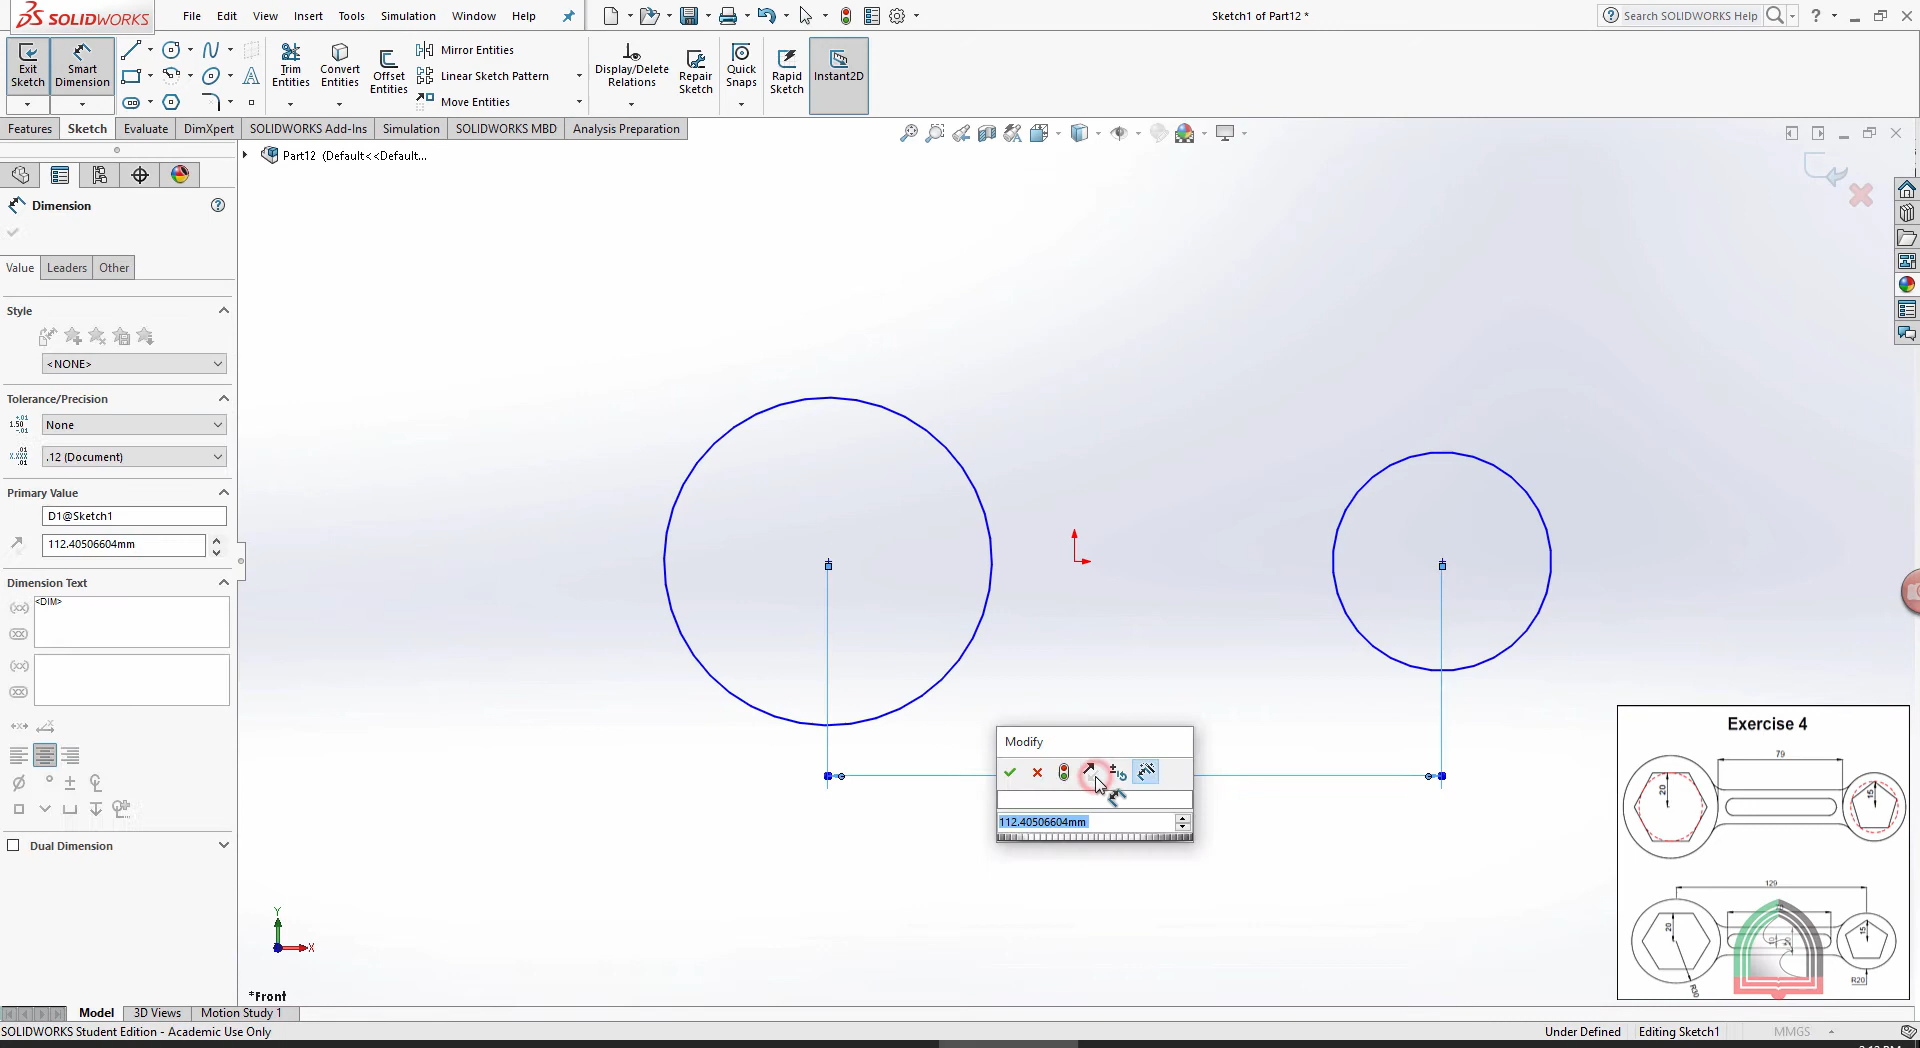 SOLIDWORKS
File Edit View Insert Tools Simulation Window Help
Sketch1 of Part12 *
Search SOLIDWORKS Help
Exit Sketch
Smart Dimension
Trim Entities
Convert Entities
Offset Entities
Mirror Entities
Linear Sketch Pattern
Move Entities
Display/Delete Relations
Repair Sketch
Quick Snaps
Rapid Sketch
Instant2D
Features Sketch Evaluate DimXpert SOLIDWORKS Add-Ins Simulation SOLIDWORKS MBD Analysis Preparation
Part12 (Default<<Default...
Dimension
Value Leaders Other
Style
<NONE>
Tolerance/Precision
None
.12 (Document)
Primary Value
D1@Sketch1
112.40506604mm
Dimension Text
<DIM>
Dual Dimension
Modify
112.40506604mm
Exercise 4
79
20
15
129
20
15
R30
R20
Y
X
*Front
Model 3D Views Motion Study 1
SOLIDWORKS Student Edition - Academic Use Only
Under Defined Editing Sketch1 MMGS